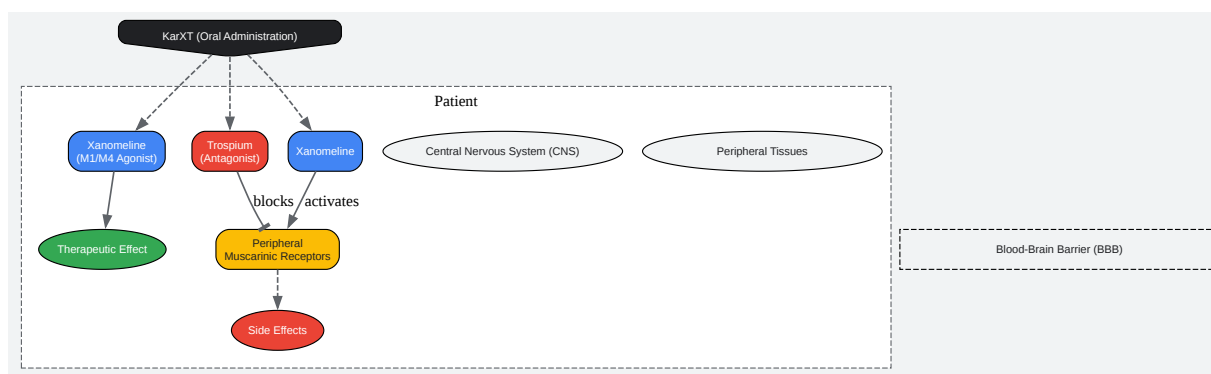 KarXT (Oral Administration)
Patient
Xanomeline
(M1/M4 Agonist)
Trospium
(Antagonist)
Xanomeline
Central Nervous System (CNS)
Peripheral Tissues
blocks
activates
Therapeutic Effect
Peripheral
Muscarinic Receptors
Blood-Brain Barrier (BBB)
Side Effects